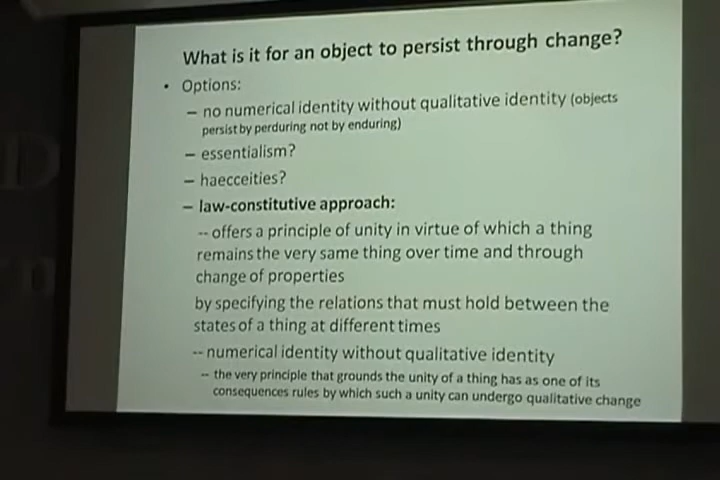 What is it for an object to persist through change?
• Options:
– no numerical identity without qualitative identity (objects
persist by perduring not by enduring)
– essentialism?
– haecceities?
– law-constitutive approach:
-- offers a principle of unity in virtue of which a thing
remains the very same thing over time and through
change of properties
by specifying the relations that must hold between the
states of a thing at different times
-- numerical identity without qualitative identity
-- the very principle that grounds the unity of a thing has as one of its
consequences rules by which such a unity can undergo qualitative change